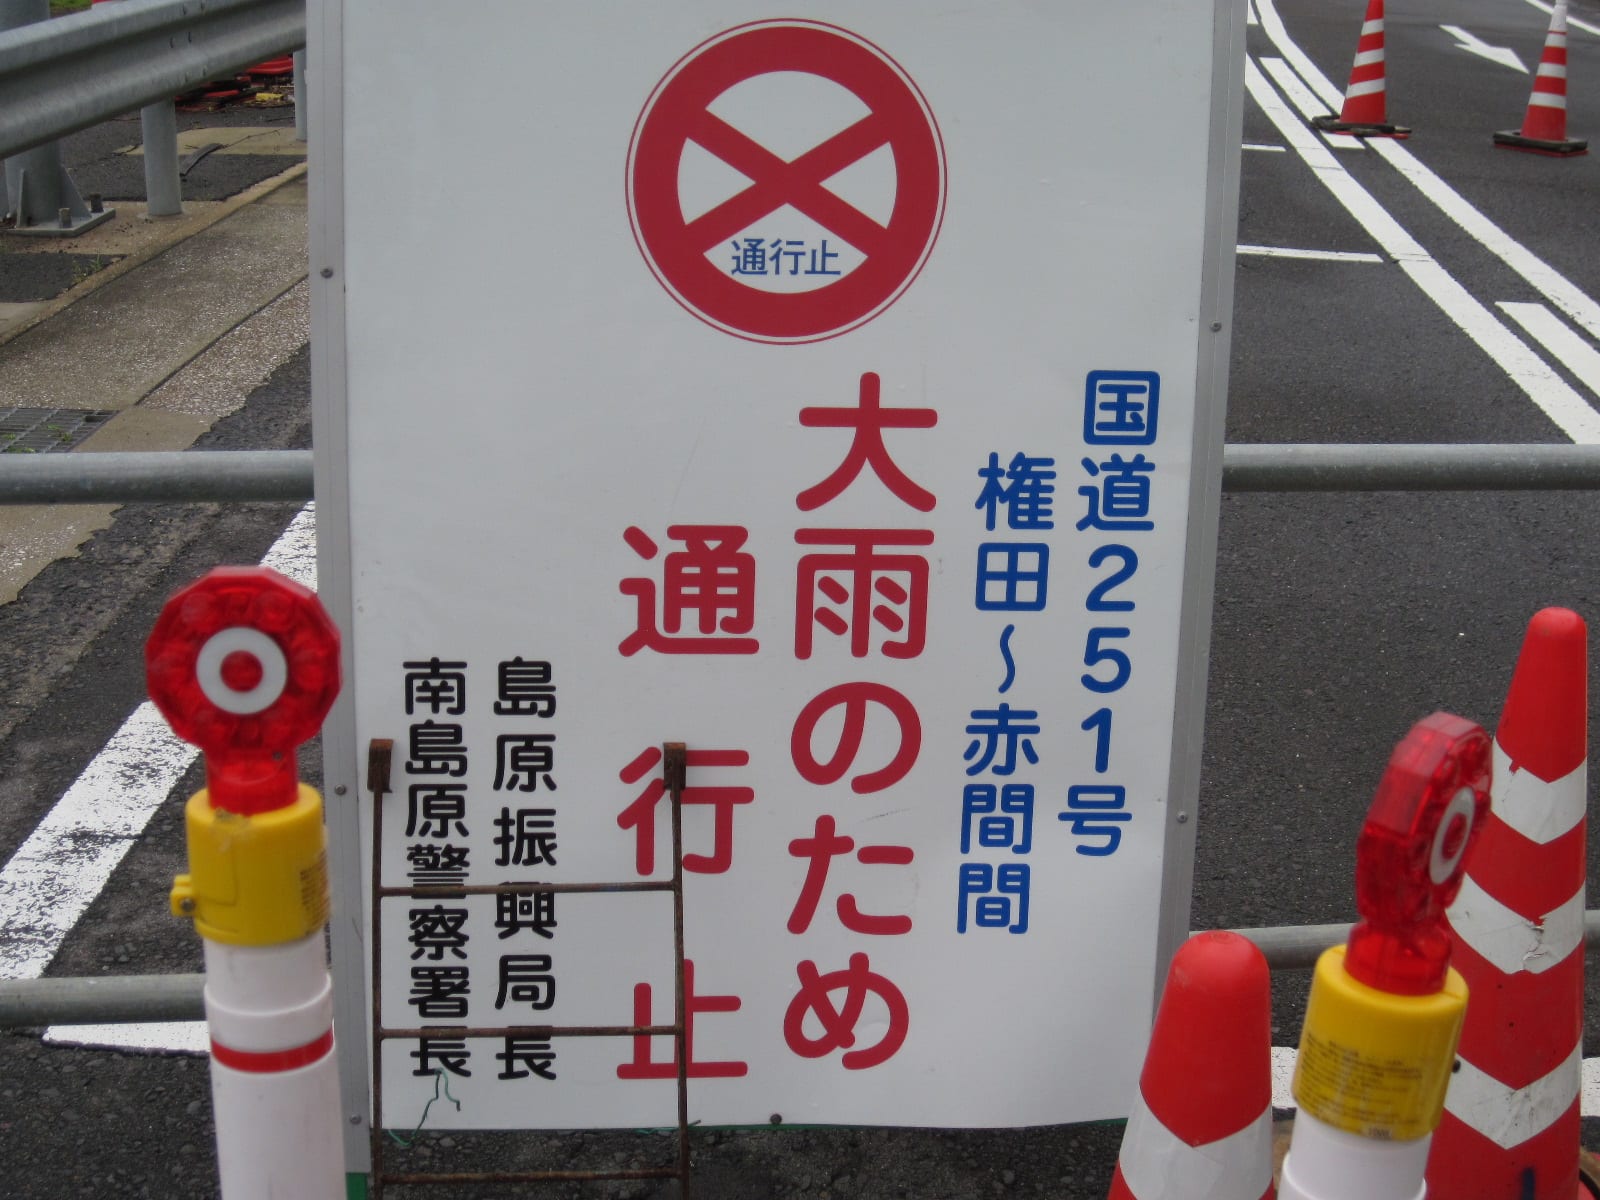 通行止
国道251号
権田〜赤間間
大雨のため
通行止
島原振興局長
南島原警察署長